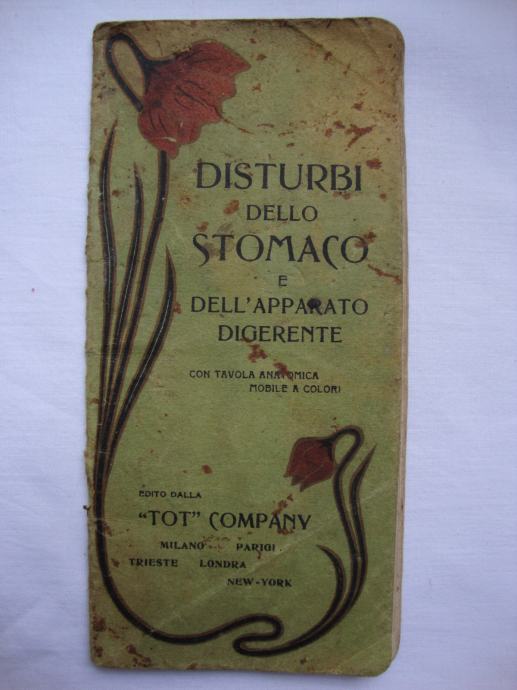 DISTURBI
DELLO
STOMACO
E
DELL'APPARATO
DIGERENTE
CON TAVOLA ANATOMICA
MOBILE A COLORI
EDITO DALLA
"TOT" COMPANY
MILANO PARIGI
TRIESTE LONDRA
NEW-YORK